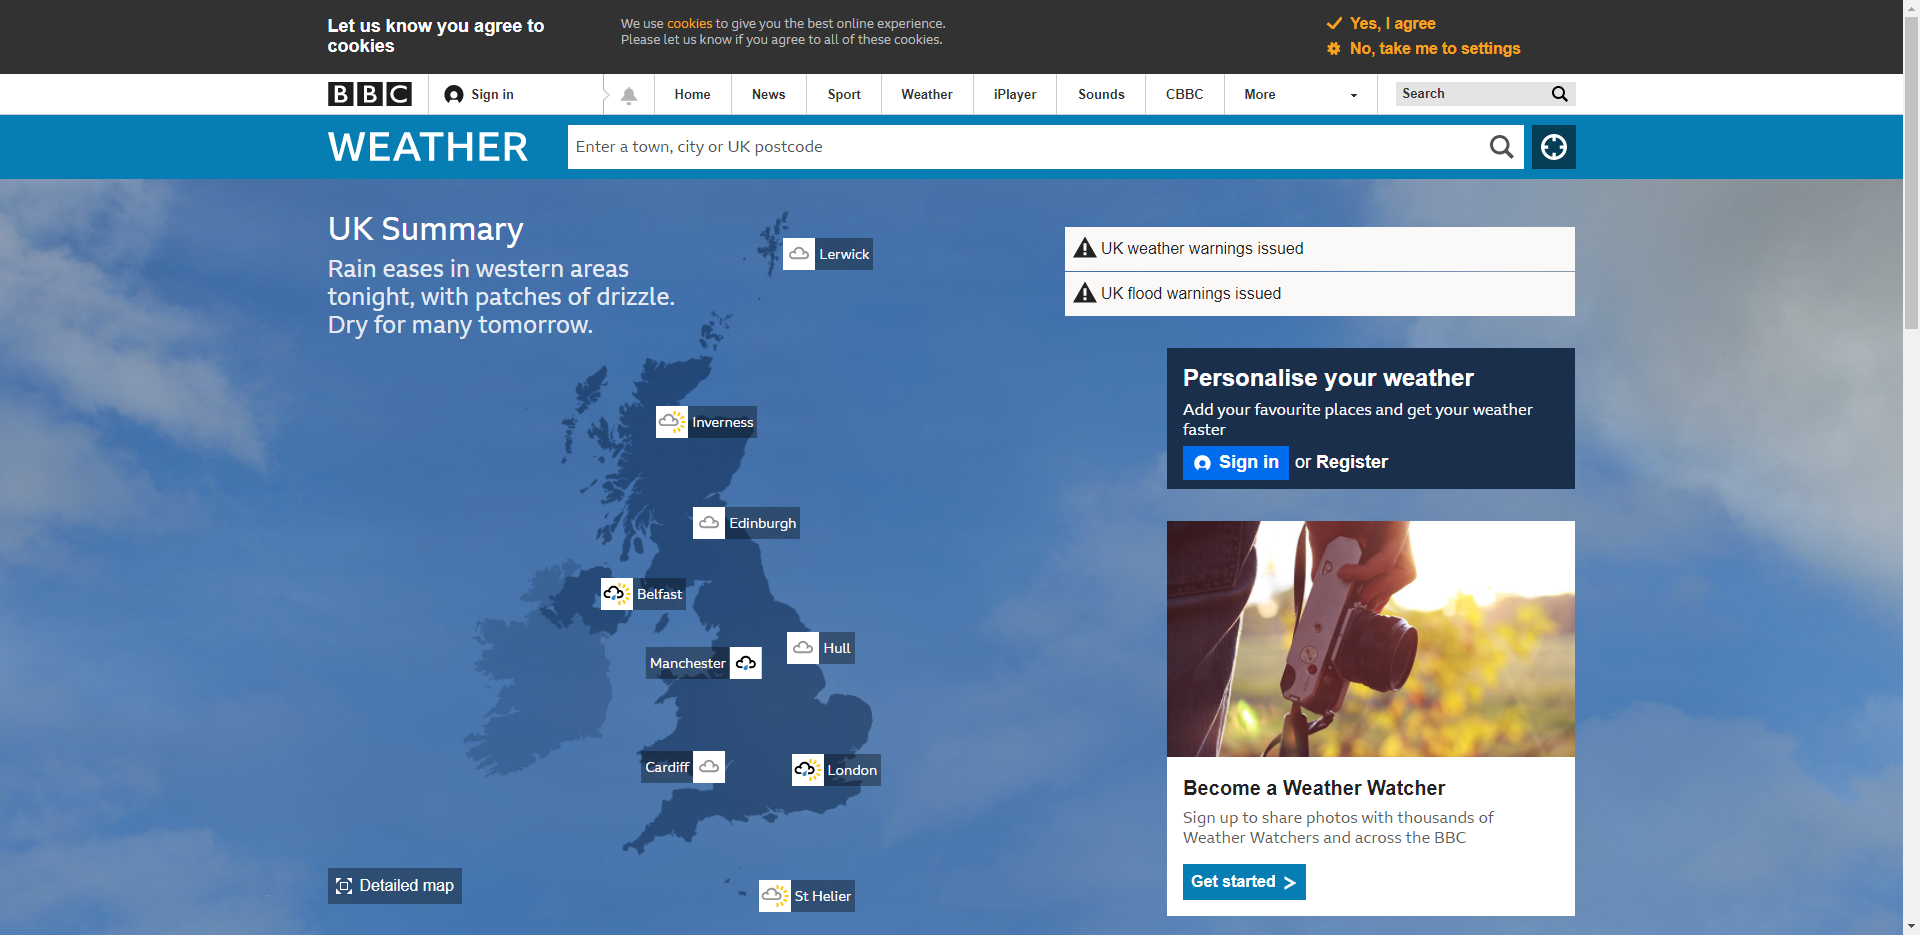 Let us know you agree to
cookies
We use cookies to give you the best online experience.
Please let us know if you agree to all of these cookies.
Yes, I agree
No, take me to settings
BBC
Sign in
Home
News
Sport
Weather
iPlayer
Sounds
CBBC
More
Search
WEATHER
Enter a town, city or UK postcode
UK Summary
Rain eases in western areas
tonight, with patches of drizzle.
Dry for many tomorrow.
Lerwick
Inverness
Edinburgh
Belfast
Hull
Manchester
Cardiff
London
St Helier
Detailed map
UK weather warnings issued
UK flood warnings issued
Personalise your weather
Add your favourite places and get your weather
faster
Sign in or Register
Become a Weather Watcher
Sign up to share photos with thousands of
Weather Watchers and across the BBC
Get started